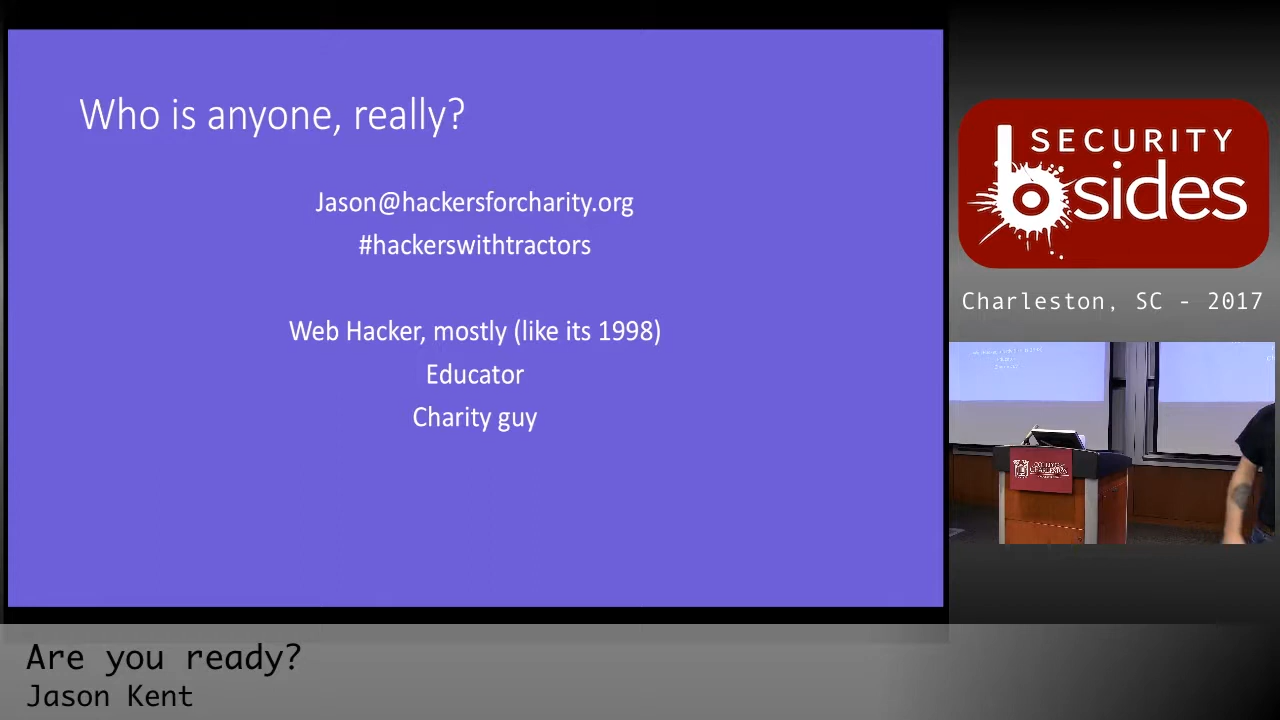 Who is anyone, really?
Jason@hackersforcharity.org
#hackerswithtractors
Web Hacker, mostly (like its 1998)
Educator
Charity guy
SECURITY
bsides
Charleston, SC - 2017
Are you ready?
Jason Kent